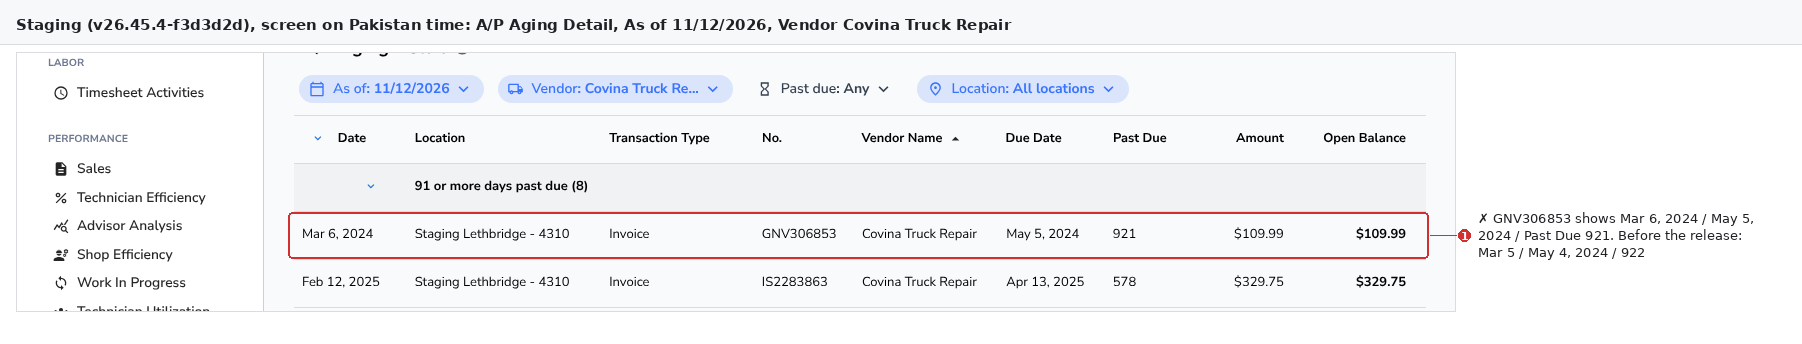 Staging (v26.45.4-f3d3d2d), screen on Pakistan time: A/P Aging Detail, As of 11/12/2026, Vendor Covina Truck Repair
LABOR
Timesheet Activities
PERFORMANCE
Sales
Technician Efficiency
Advisor Analysis
Shop Efficiency
Work In Progress
Technician Utilization
As of: 11/12/2026 Vendor: Covina Truck Re... Past due: Any Location: All locations
Date Location Transaction Type No. Vendor Name Due Date Past Due Amount Open Balance
91 or more days past due (8)
Mar 6, 2024 Staging Lethbridge - 4310 Invoice GNV306853 Covina Truck Repair May 5, 2024 921 $109.99 $109.99
Feb 12, 2025 Staging Lethbridge - 4310 Invoice IS2283863 Covina Truck Repair Apr 13, 2025 578 $329.75 $329.75
1
✗ GNV306853 shows Mar 6, 2024 / May 5,
2024 / Past Due 921. Before the release:
Mar 5 / May 4, 2024 / 922